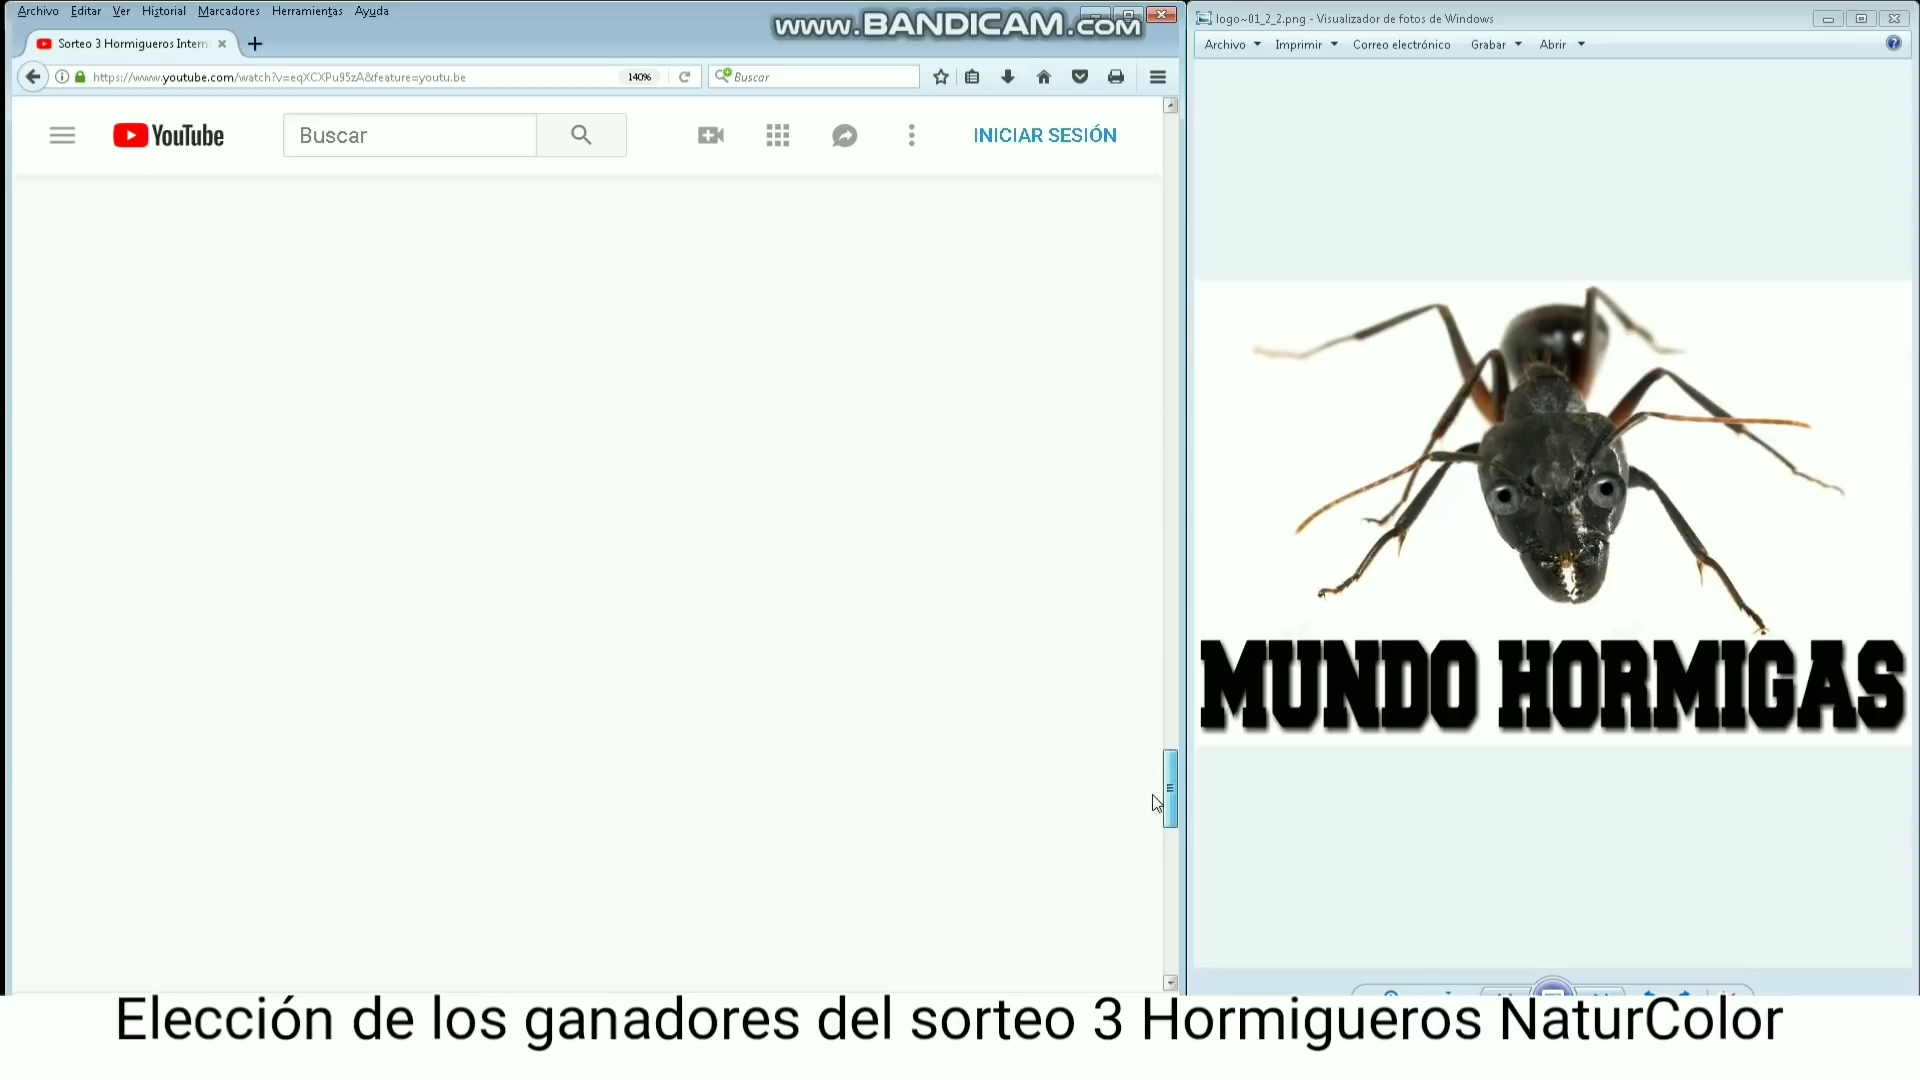 Archivo Editar Ver Historial Marcadores Herramientas Ayuda
www.BANDICAM.com
Sorteo 3 Hormigueros Intern
https://www.youtube.com/watch?v=eqXCXPu95zA&feature=youtu.be
140%
Buscar
YouTube
Buscar
INICIAR SESIÓN
logo~01_2_2.png - Visualizador de fotos de Windows
Archivo Imprimir Correo electrónico Grabar Abrir
MUNDO HORMIGAS
Elección de los ganadores del sorteo 3 Hormigueros NaturColor